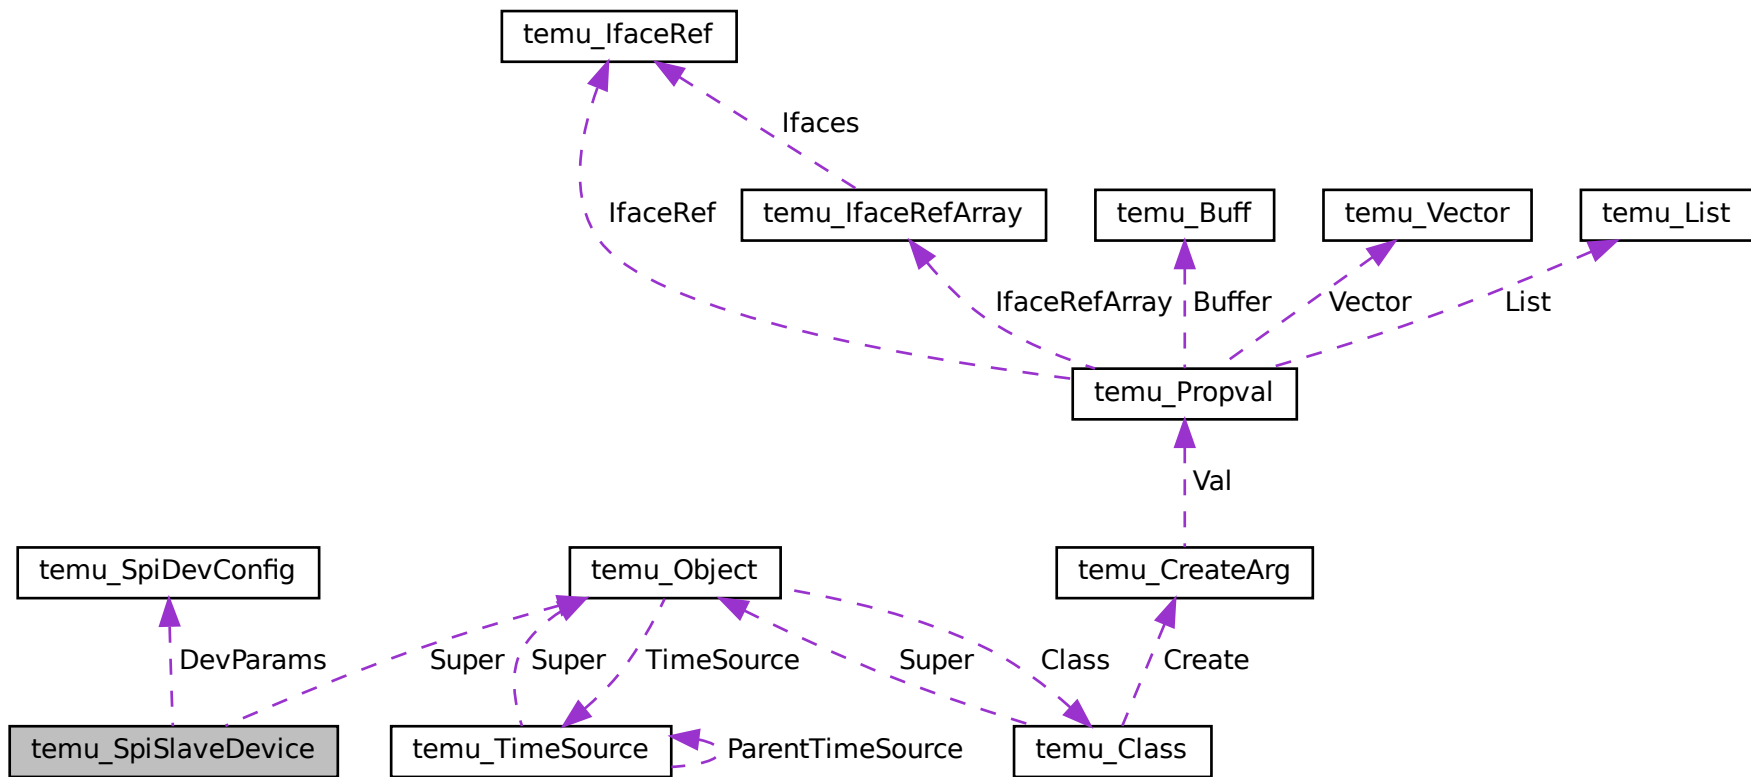 temu_IfaceRef
Ifaces
IfaceRef
temu_IfaceRefArray
temu_Buff
temu_Vector
temu_List
IfaceRefArray
Buffer
Vector
List
temu_Propval
Val
temu_SpiDevConfig
temu_Object
temu_CreateArg
DevParams
Super
Super
TimeSource
Super
Class
Create
temu_SpiSlaveDevice
temu_TimeSource
ParentTimeSource
temu_Class